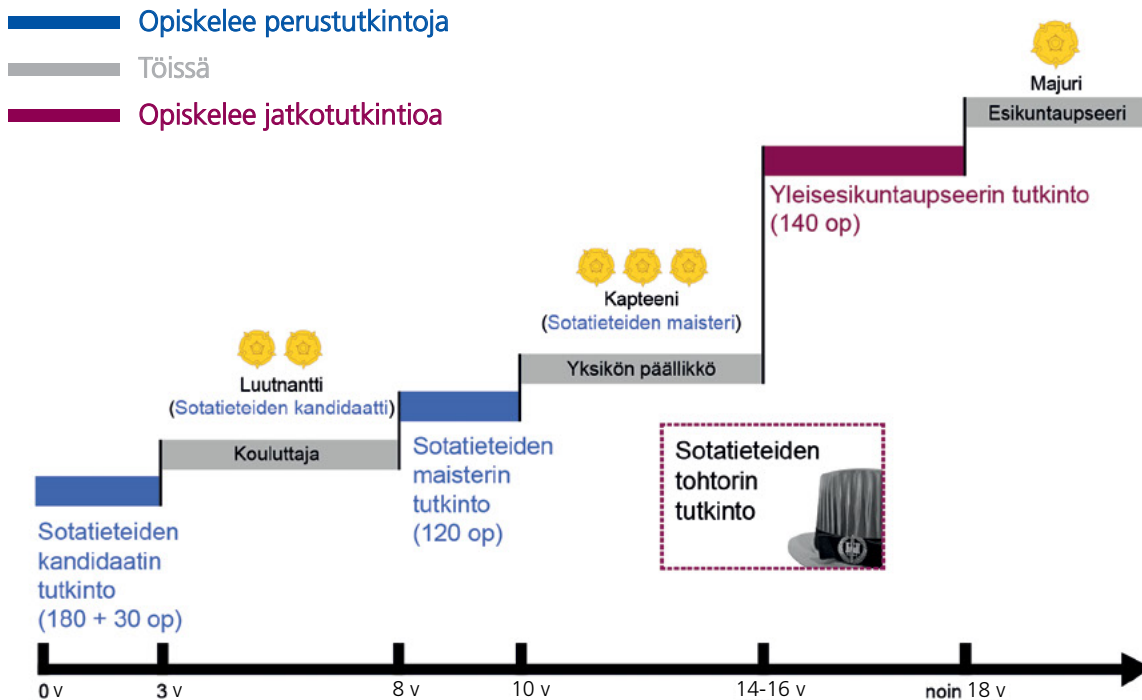 Opiskelee perustutkintoja
Töissä
Opiskelee jatkotutkintioa
Majuri
Esikuntaupseeri
Yleisesikuntaupseerin tutkinto
(140 op)
Kapteeni
(Sotatieteiden maisteri)
Yksikön päällikkö
Luutnantti
(Sotatieteiden kandidaatti)
Kouluttaja
Sotatieteiden
maisterin
tutkinto
(120 op)
Sotatieteiden
tohtorin
tutkinto
Sotatieteiden
kandidaatin
tutkinto
(180 + 30 op)
0 v
3 v
8 v
10 v
14-16 v
noin 18 v